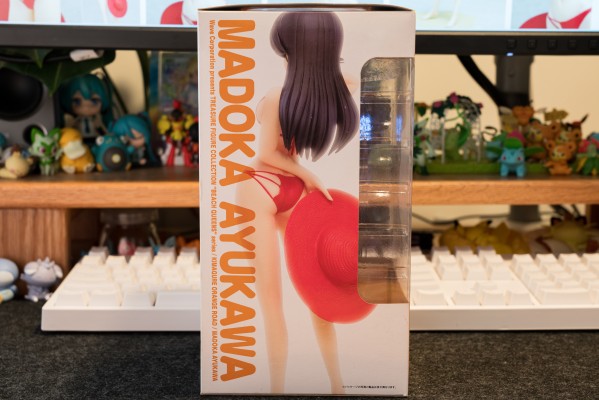 MADOKA AYUKAWA
Wave Corporation presents TREASURE FIGURE COLLECTION "BEACH QUEENS" series / KIMAGURE ORANGE ROAD / MADOKA AYUKAWA